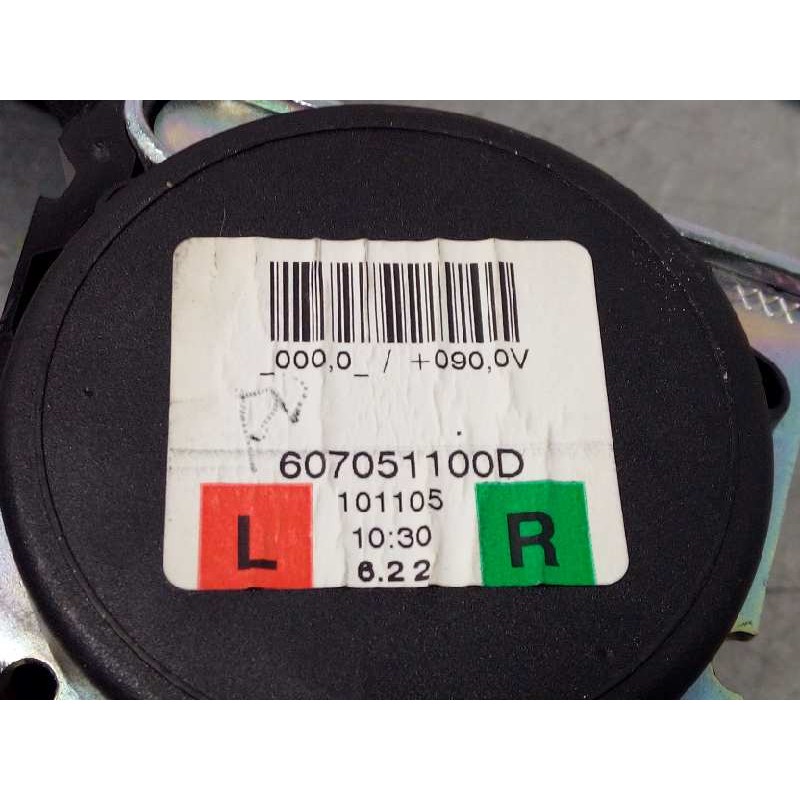 _000,0_ / +090,0V
607051100D
101105
L
10:30
R
6.22